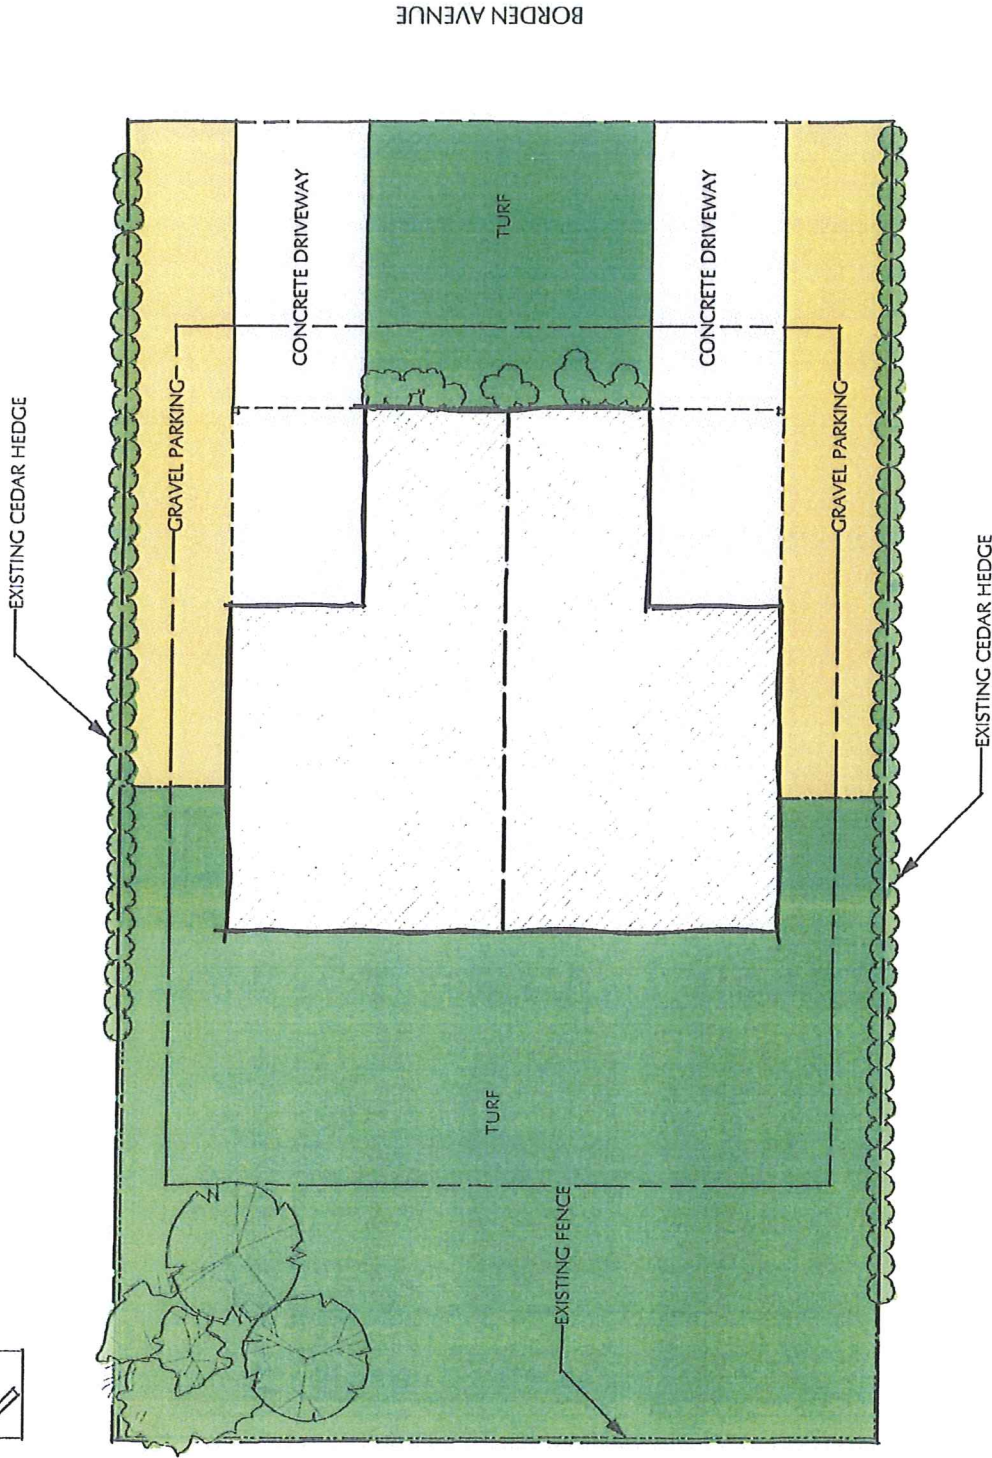 BORDEN AVENUE
EXISTING CEDAR HEDGE
GRAVEL PARKING
CONCRETE DRIVEWAY
TURF
CONCRETE DRIVEWAY
GRAVEL PARKING
EXISTING CEDAR HEDGE
TURF
EXISTING FENCE